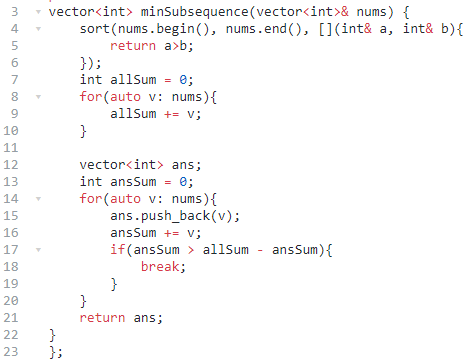 3 vector<int> minSubsequence(vector<int>& nums) {
4     sort(nums.begin(), nums.end(), [](int& a, int& b){
5         return a>b;
6     });
7     int allSum = 0;
8     for(auto v: nums){
9         allSum += v;
10     }
11
12     vector<int> ans;
13     int ansSum = 0;
14     for(auto v: nums){
15         ans.push_back(v);
16         ansSum += v;
17         if(ansSum > allSum - ansSum){
18             break;
19         }
20     }
21     return ans;
22 }
23 };